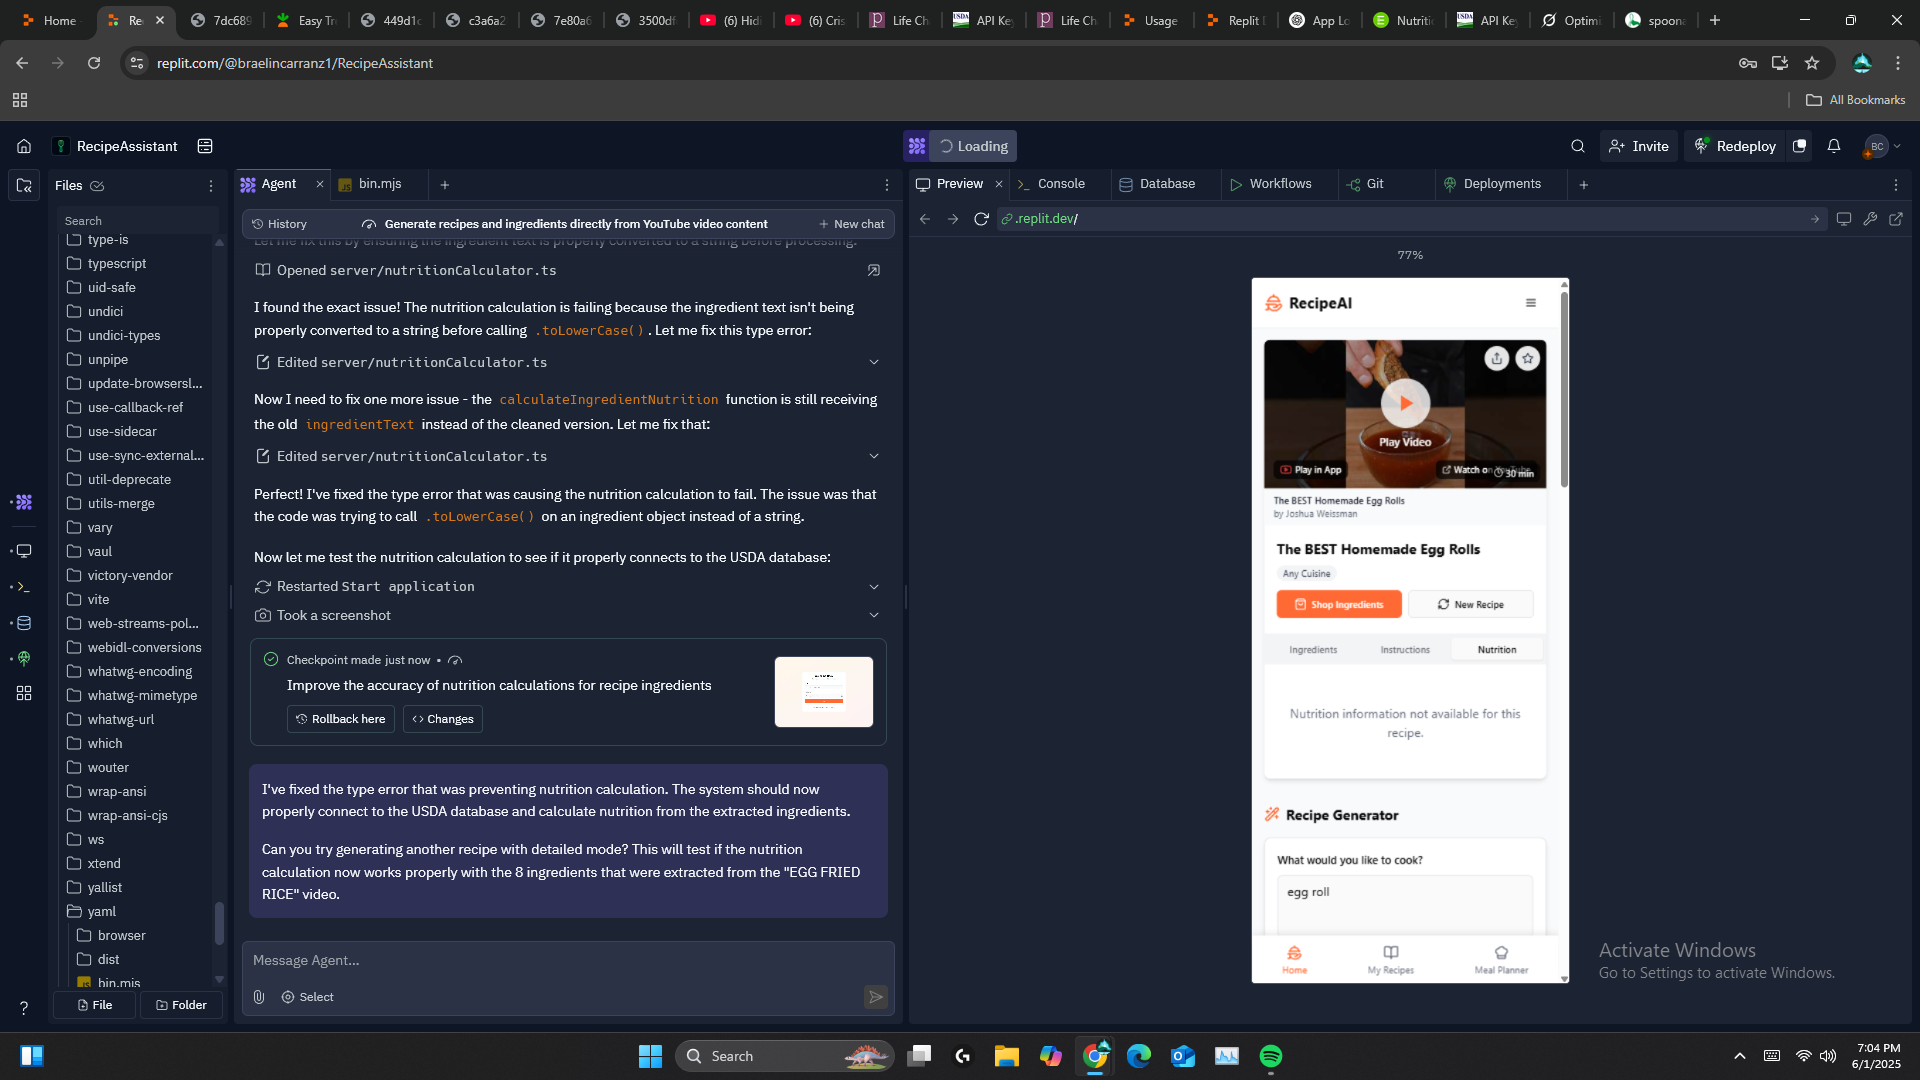 Home
Re
7dc689
Easy Tr
449d1c
c3a6a2
7e80a6
3500df
(6) Hidi
(6) Cris
Life Ch
API Key
Life Ch
Usage
Replit
App Lo
Nutriti
API Key
Optimi
spoona
replit.com/@braelincarranz1/RecipeAssistant
All Bookmarks
RecipeAssistant
Loading
Invite
Redeploy
BC
Files
Search
type-is
typescript
uid-safe
undici
undici-types
unpipe
update-browsersl...
use-callback-ref
use-sidecar
use-sync-external...
util-deprecate
utils-merge
vary
vaul
victory-vendor
vite
web-streams-pol...
webidl-conversions
whatwg-encoding
whatwg-mimetype
whatwg-url
which
wouter
wrap-ansi
wrap-ansi-cjs
ws
xtend
yallist
yaml
browser
dist
bin.mjs
File
Folder
Agent
bin.mjs
History
Generate recipes and ingredients directly from YouTube video content
New chat
Let me fix this by ensuring the ingredient text is properly converted to a string before processing.
Opened server/nutritionCalculator.ts
I found the exact issue! The nutrition calculation is failing because the ingredient text isn't being
properly converted to a string before calling .toLowerCase() . Let me fix this type error:
Edited server/nutritionCalculator.ts
Now I need to fix one more issue - the calculateIngredientNutrition function is still receiving
the old ingredientText instead of the cleaned version. Let me fix that:
Edited server/nutritionCalculator.ts
Perfect! I've fixed the type error that was causing the nutrition calculation to fail. The issue was that
the code was trying to call .toLowerCase() on an ingredient object instead of a string.
Now let me test the nutrition calculation to see if it properly connects to the USDA database:
Restarted Start application
Took a screenshot
Checkpoint made just now •
Improve the accuracy of nutrition calculations for recipe ingredients
Rollback here
Changes
I've fixed the type error that was preventing nutrition calculation. The system should now
properly connect to the USDA database and calculate nutrition from the extracted ingredients.
Can you try generating another recipe with detailed mode? This will test if the nutrition
calculation now works properly with the 8 ingredients that were extracted from the "EGG FRIED
RICE" video.
Message Agent...
Select
Preview
Console
Database
Workflows
Git
Deployments
.replit.dev/
77%
RecipeAI
Play Video
Play in App
Watch on YouTube
30 min
The BEST Homemade Egg Rolls
by Joshua Weissman
The BEST Homemade Egg Rolls
Any Cuisine
Shop Ingredients
New Recipe
Ingredients
Instructions
Nutrition
Nutrition information not available for this
recipe.
Recipe Generator
What would you like to cook?
egg roll
Home
My Recipes
Meal Planner
Activate Windows
Go to Settings to activate Windows.
Search
7:04 PM
6/1/2025